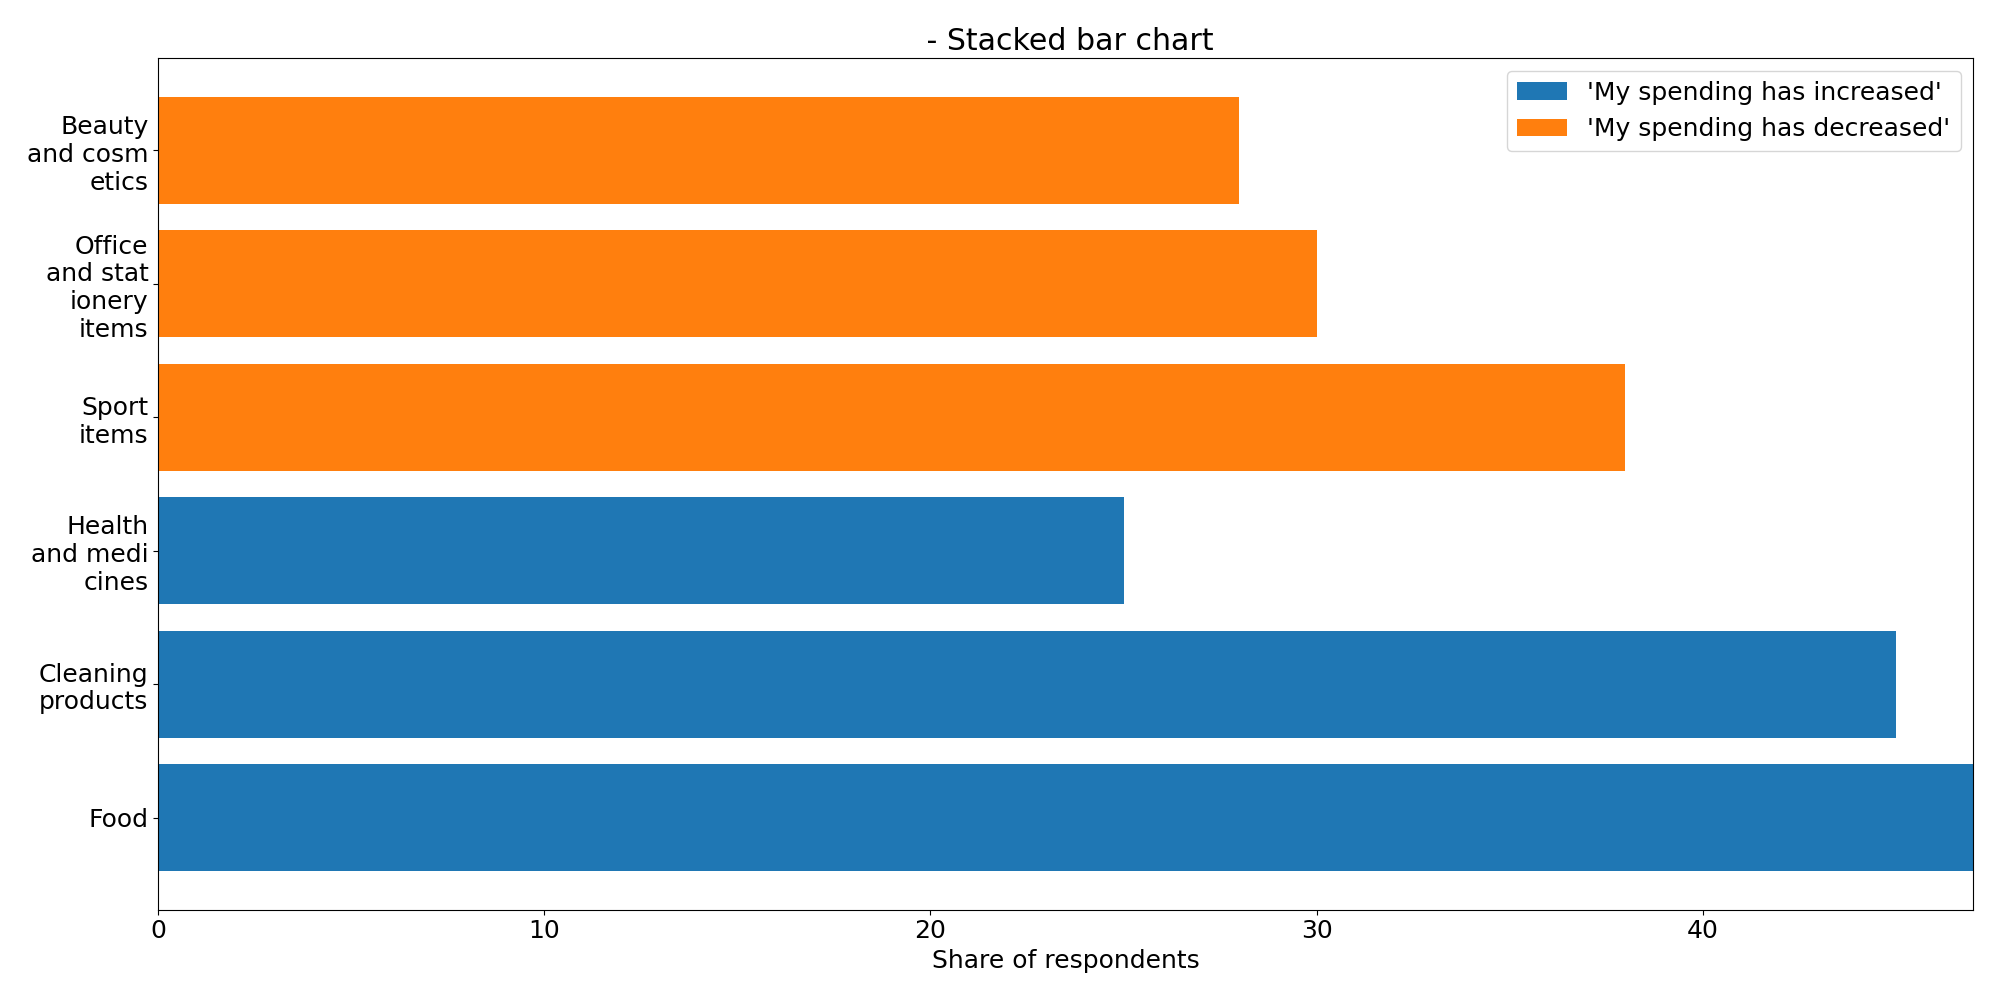 - Stacked bar chart
'My spending has increased'
'My spending has decreased'
Beauty
and cosm
etics
Office
and stat
ionery
items
Sport
items
Health
and medi
cines
Cleaning
products
Food
0 10 20 30 40
Share of respondents